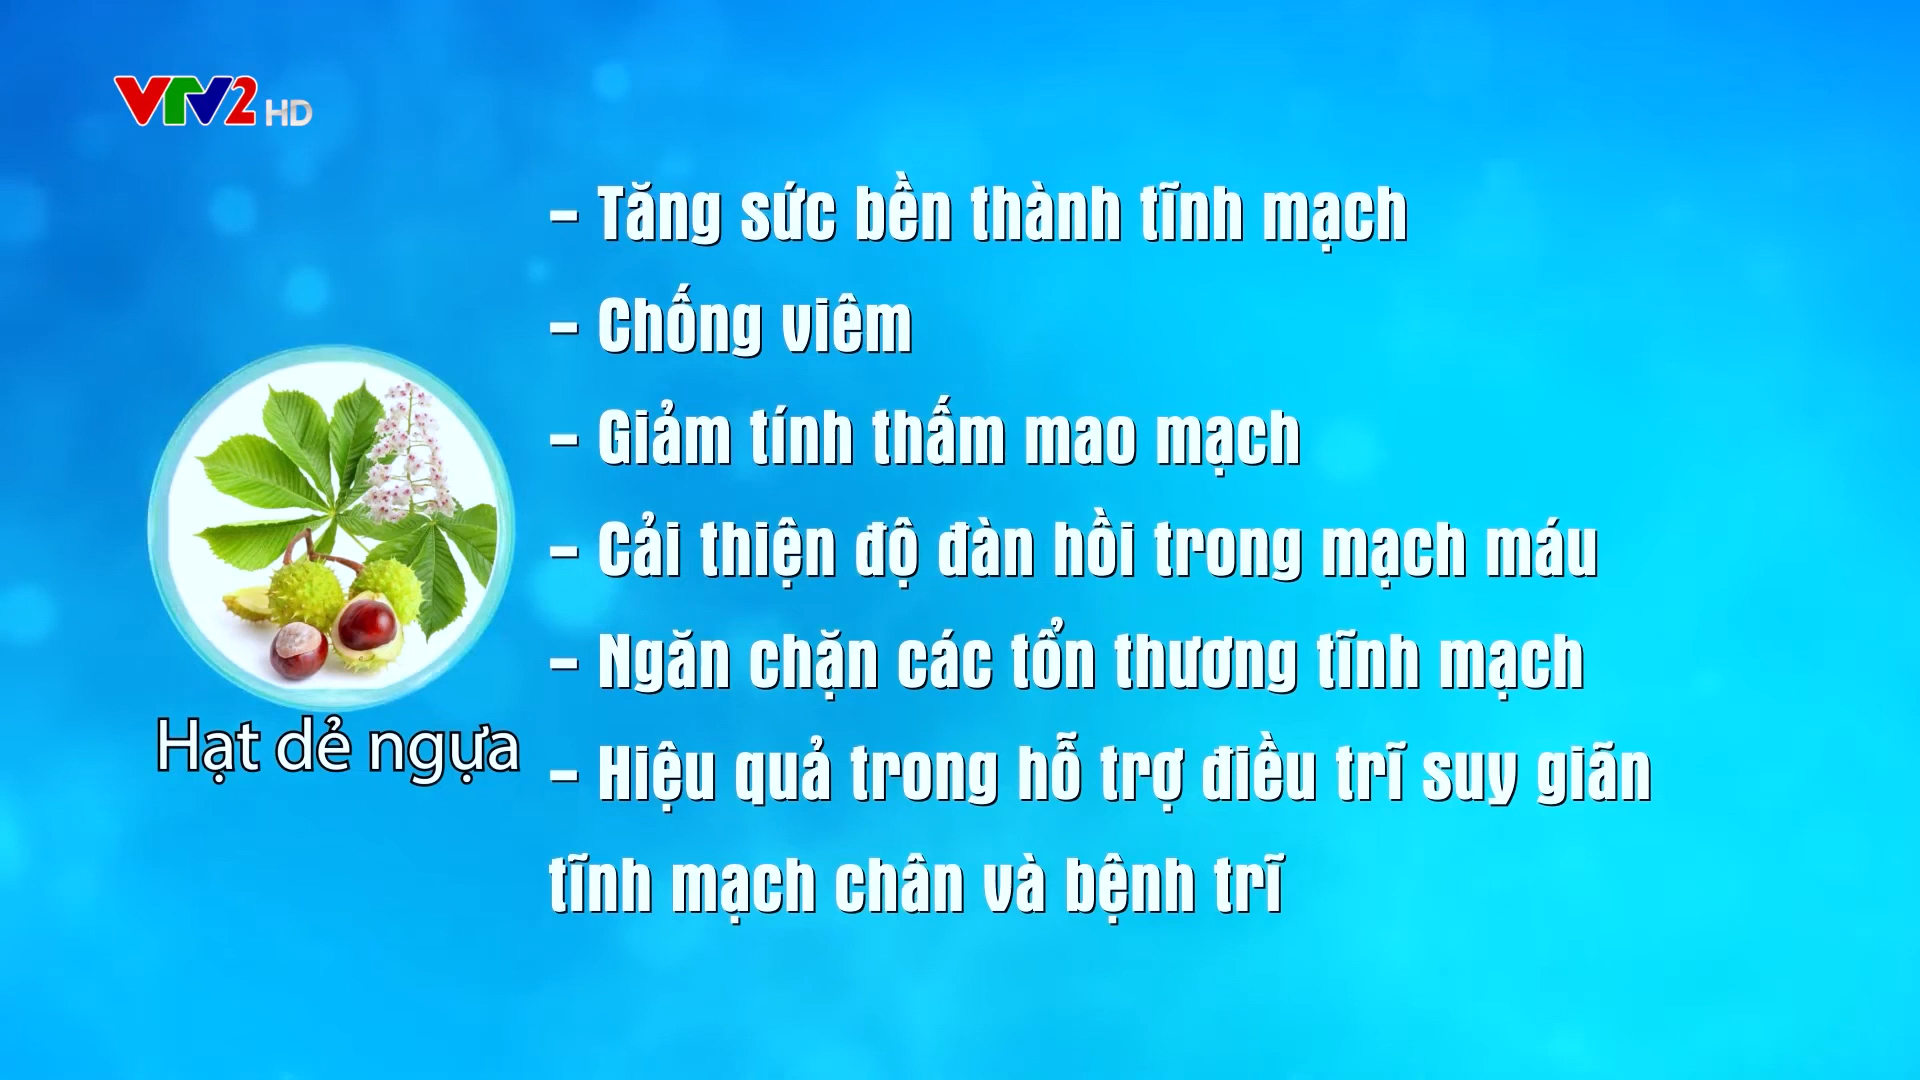 VTV2 HD
- Tăng sức bền thành tĩnh mạch
- Chống viêm
- Giảm tính thấm mao mạch
- Cải thiện độ đàn hồi trong mạch máu
- Ngăn chặn các tổn thương tĩnh mạch
Hạt dẻ ngựa
- Hiệu quả trong hỗ trợ điều trĩ suy giãn
tĩnh mạch chân và bệnh trĩ